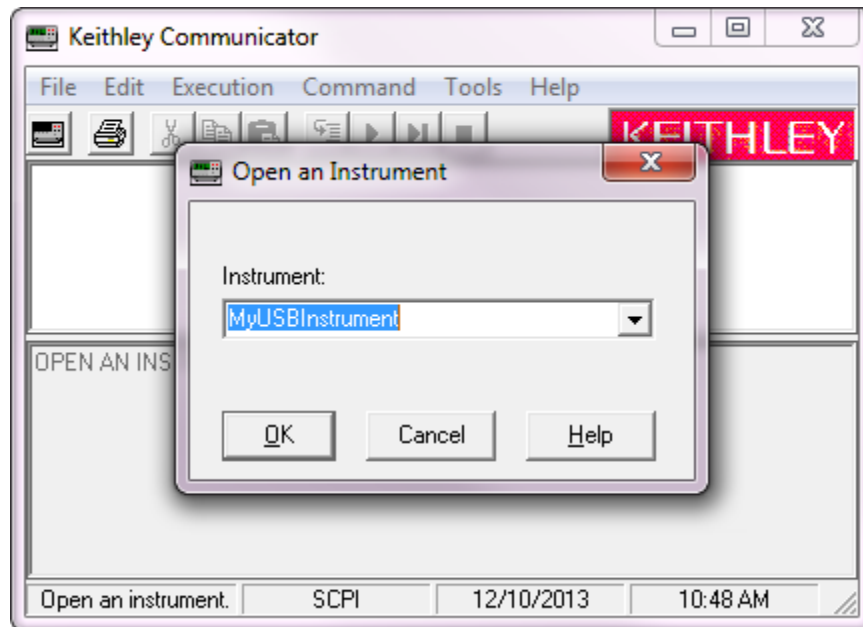 Keithley Communicator
File Edit Execution Command Tools Help
KEITHLEY
Open an Instrument
Instrument:
MyUSBInstrument
OPEN AN INS
OK Cancel Help
Open an instrument. SCPI 12/10/2013 10:48 AM